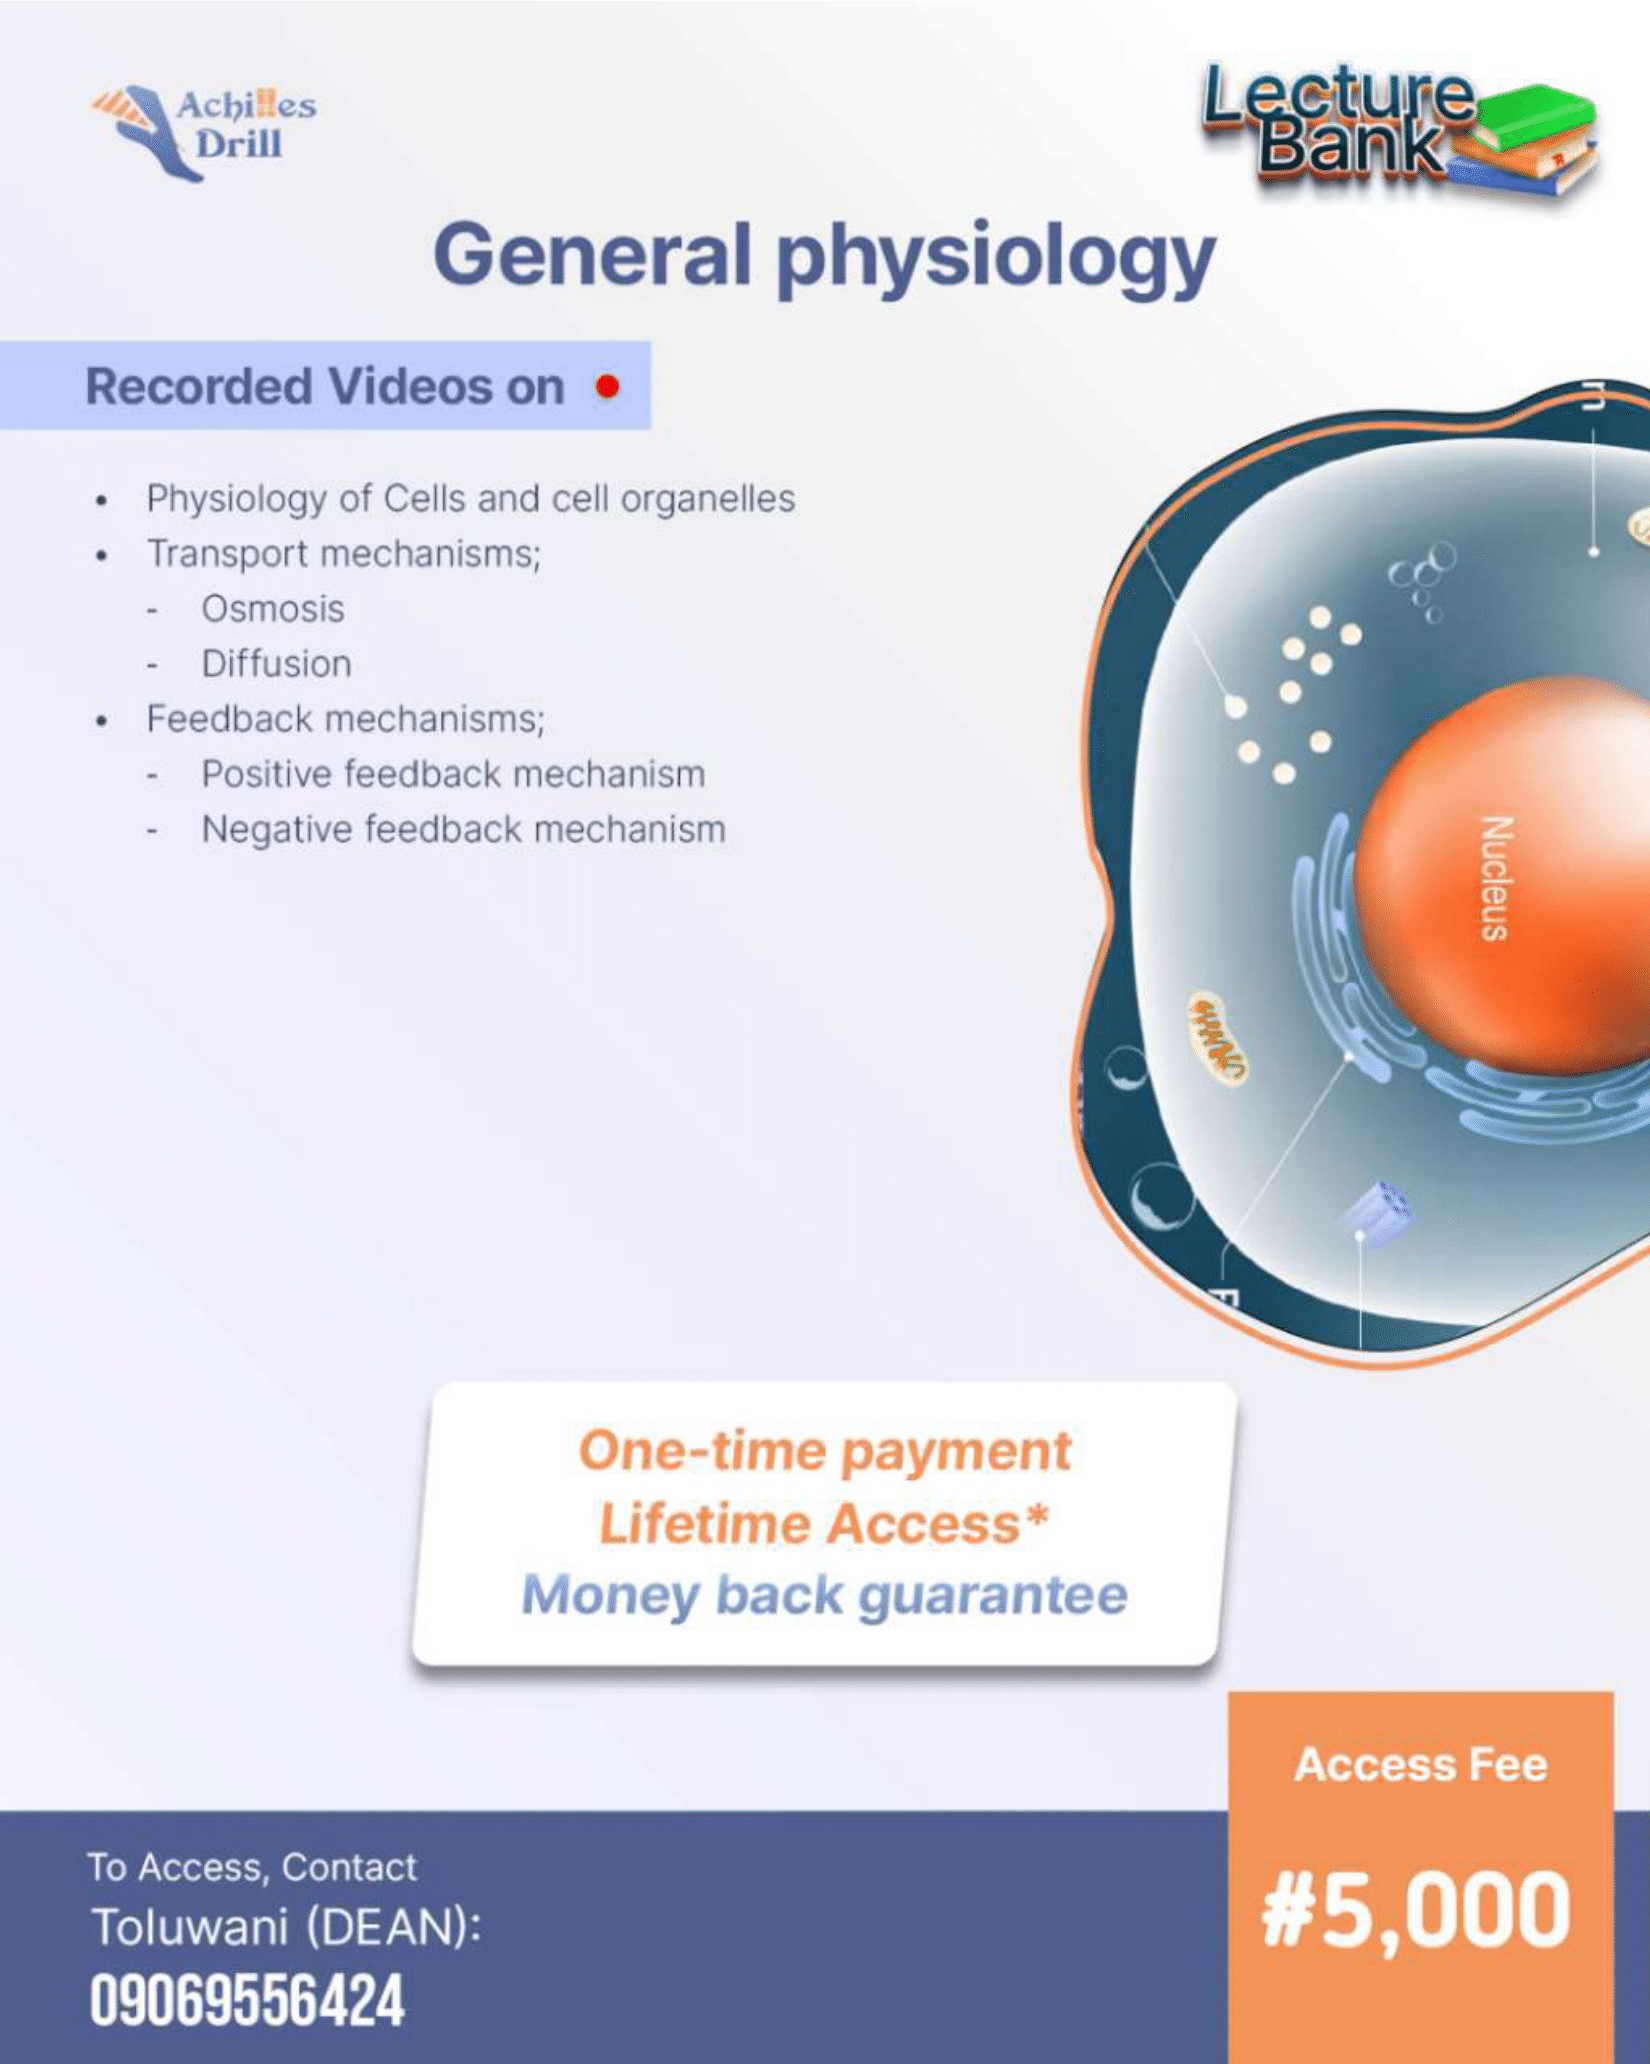 Achilles
Drill
Lecture
Bank
General physiology
Recorded Videos on
• Physiology of Cells and cell organelles
• Transport mechanisms;
- Osmosis
- Diffusion
• Feedback mechanisms;
- Positive feedback mechanism
- Negative feedback mechanism
Nucleus
One-time payment
Lifetime Access*
Money back guarantee
Access Fee
#5,000
To Access, Contact
Toluwani (DEAN):
09069556424